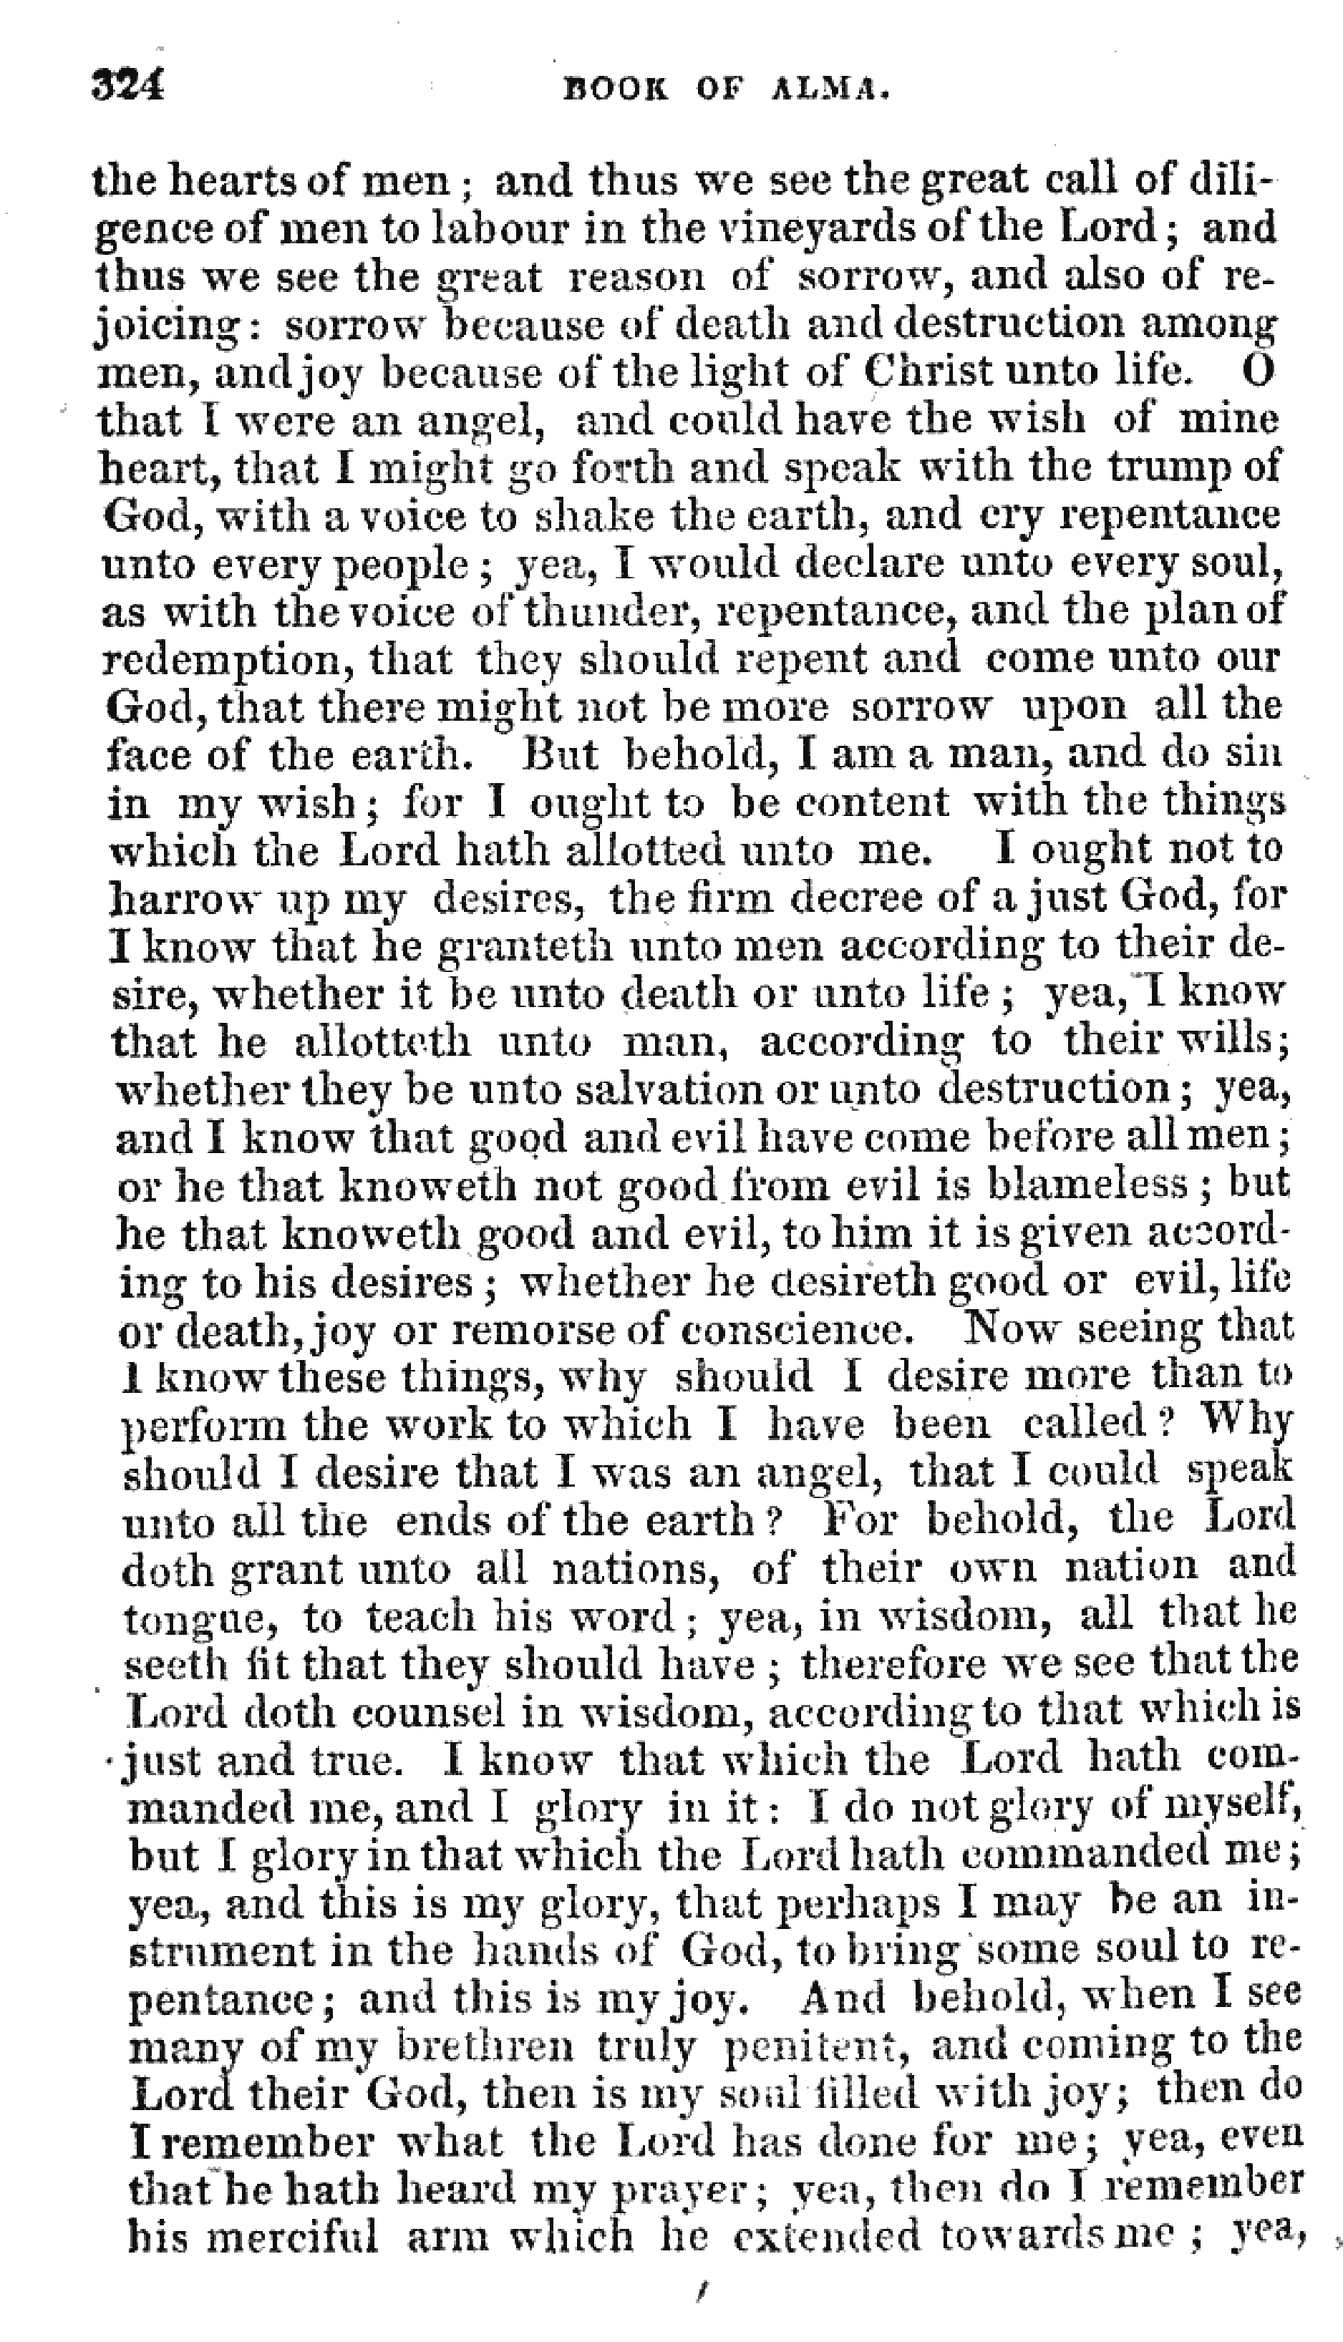 324 BOOK OF ALMA.
the hearts of men; and thus we see the great call of dili-
gence of men to labour in the vineyards of the Lord; and
thus we see the great reason of sorrow, and also of re-
joicing: sorrow because of death and destruction among
men, and joy because of the light of Christ unto life. O
that I were an angel, and could have the wish of mine
heart, that I might go forth and speak with the trump of
God, with a voice to shake the earth, and cry repentance
unto every people; yea, I would declare unto every soul,
as with the voice of thunder, repentance, and the plan of
redemption, that they should repent and come unto our
God, that there might not be more sorrow upon all the
face of the earth. But behold, I am a man, and do sin
in my wish; for I ought to be content with the things
which the Lord hath allotted unto me. I ought not to
harrow up my desires, the firm decree of a just God, for
I know that he granteth unto men according to their de-
sire, whether it be unto death or unto life; yea, I know
that he allotteth unto man, according to their wills;
whether they be unto salvation or unto destruction; yea,
and I know that good and evil have come before all men;
or he that knoweth not good from evil is blameless; but
he that knoweth good and evil, to him it is given accord-
ing to his desires; whether he desireth good or evil, life
or death, joy or remorse of conscience. Now seeing that
I know these things, why should I desire more than to
perform the work to which I have been called? Why
should I desire that I was an angel, that I could speak
unto all the ends of the earth? For behold, the Lord
doth grant unto all nations, of their own nation and
tongue, to teach his word; yea, in wisdom, all that he
seeth fit that they should have; therefore we see that the
Lord doth counsel in wisdom, according to that which is
just and true. I know that which the Lord hath com-
manded me, and I glory in it: I do not glory of myself,
but I glory in that which the Lord hath commanded me;
yea, and this is my glory, that perhaps I may be an in-
strument in the hands of God, to bring some soul to re-
pentance; and this is my joy. And behold, when I see
many of my brethren truly penitent, and coming to the
Lord their God, then is my soul filled with joy; then do
I remember what the Lord has done for me; yea, even
that he hath heard my prayer; yea, then do I remember
his merciful arm which he extended towards me; yea,